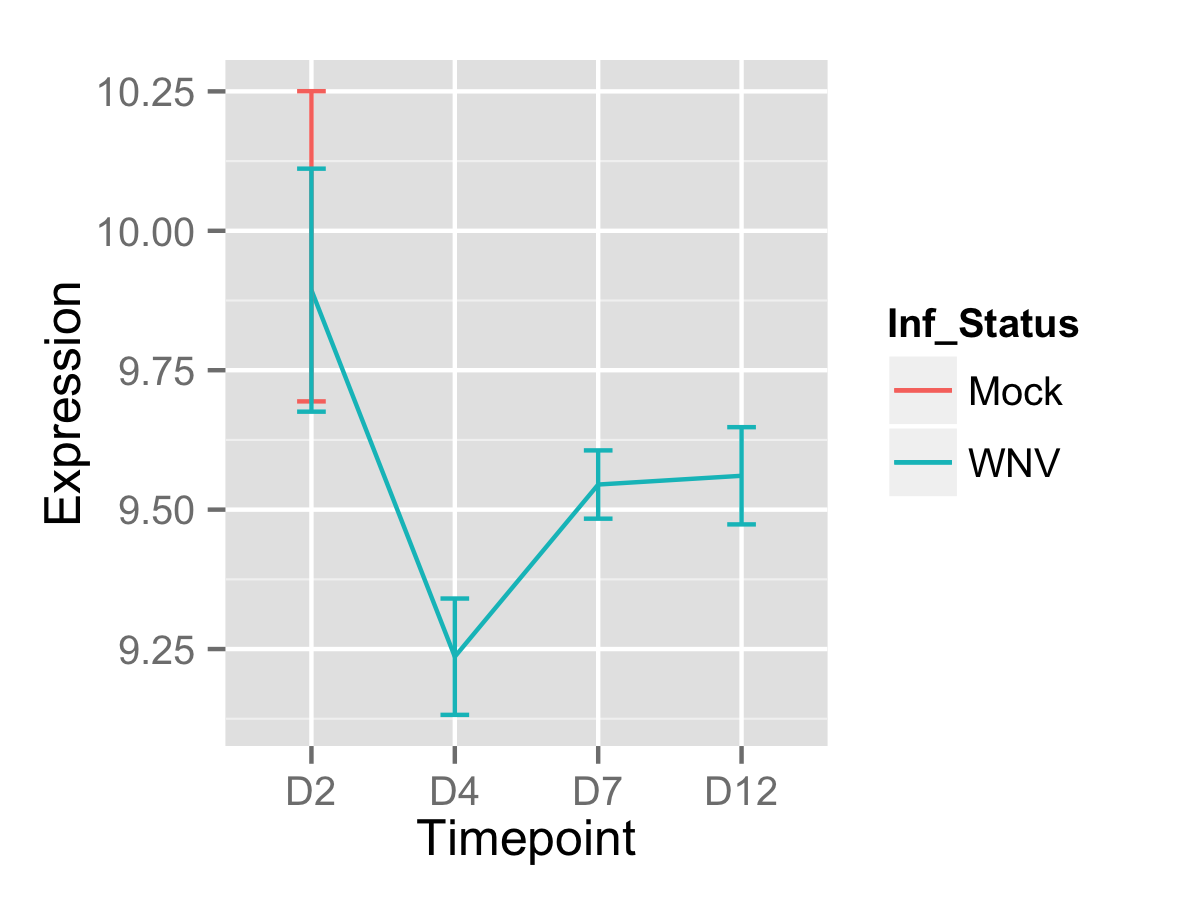 10.25
10.00
9.75
9.50
9.25
Expression
D2 D4 D7 D12
Timepoint
Inf_Status
Mock
WNV